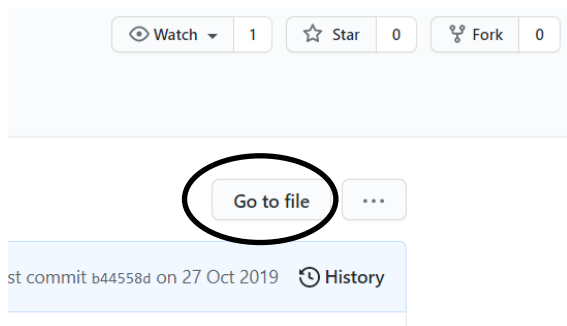 Watch 1 Star 0 Fork 0
Go to file ...
st commit b44558d on 27 Oct 2019 History